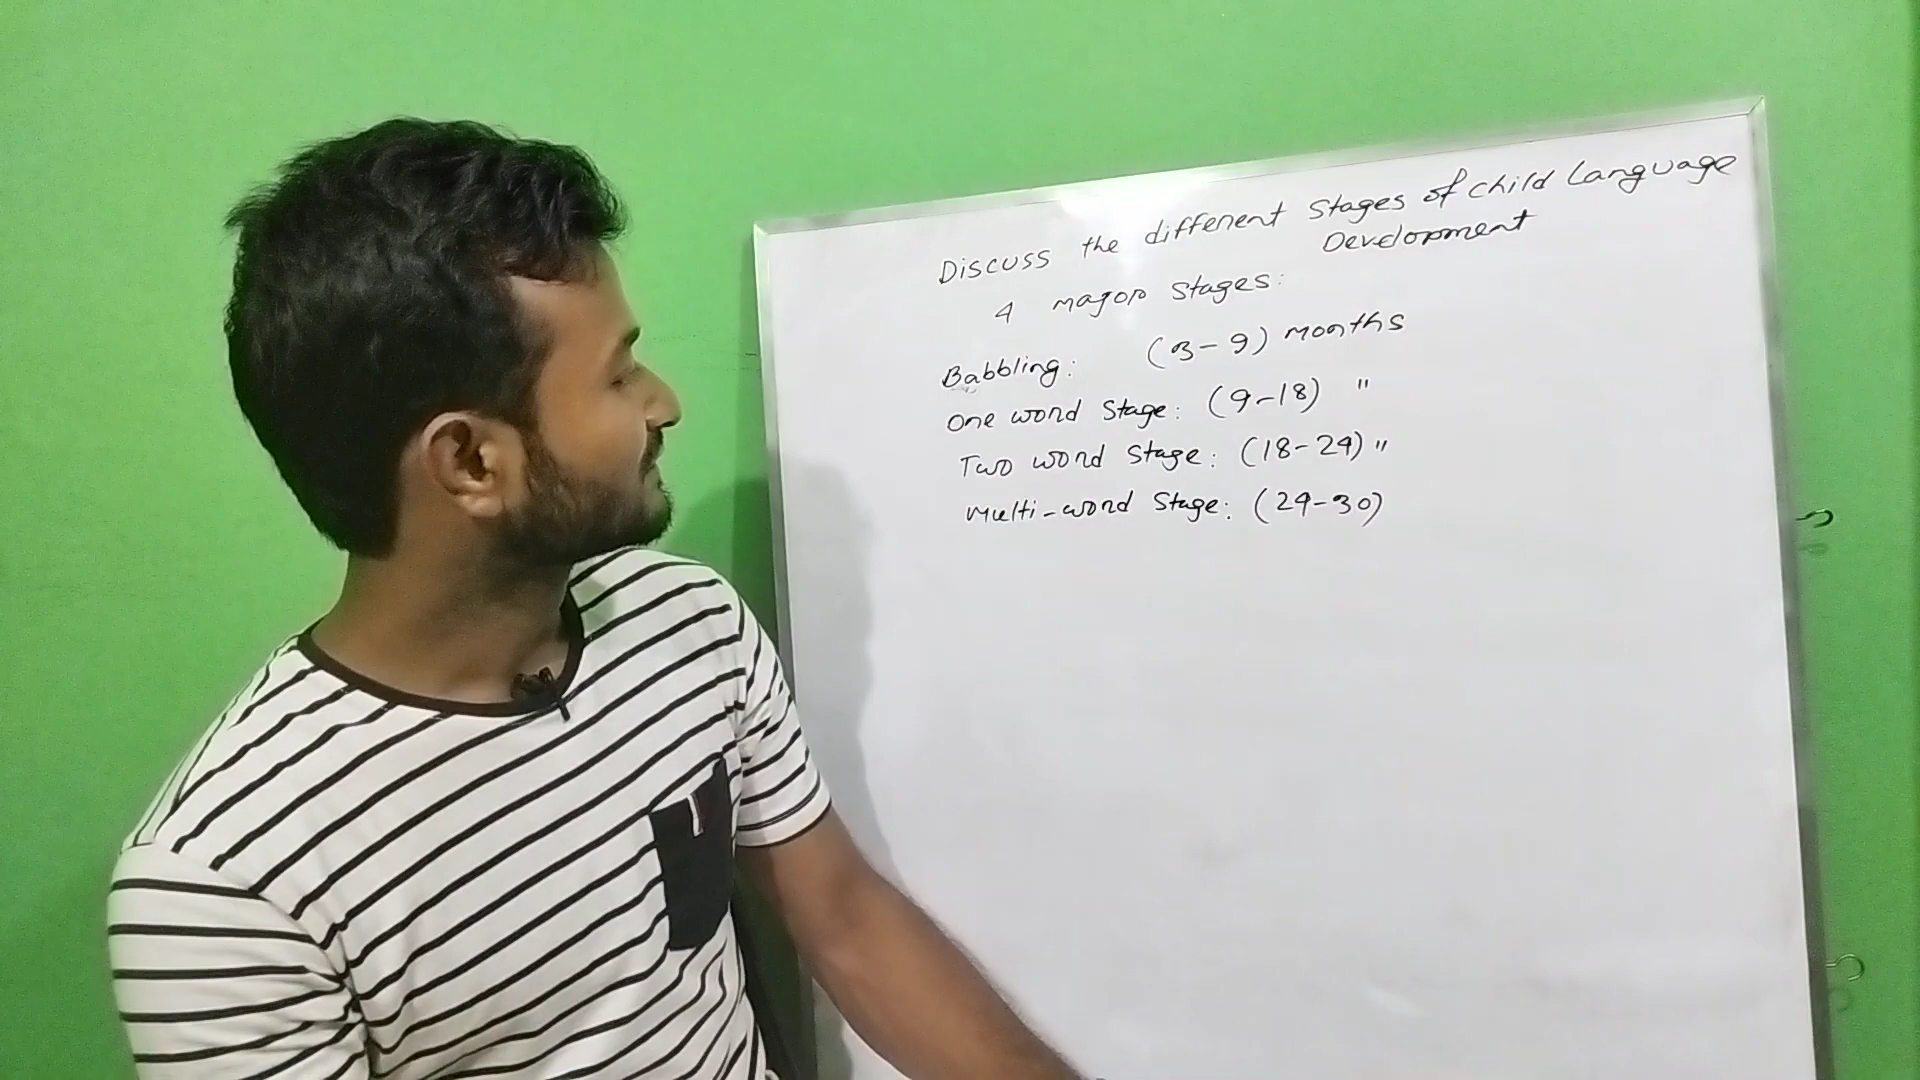 Discuss the different stages of child Language
Development
4 major stages:
Babbling: (3-9) months
One word stage: (9-18) "
Two word stage: (18-24) "
Multi-word stage: (24-30)